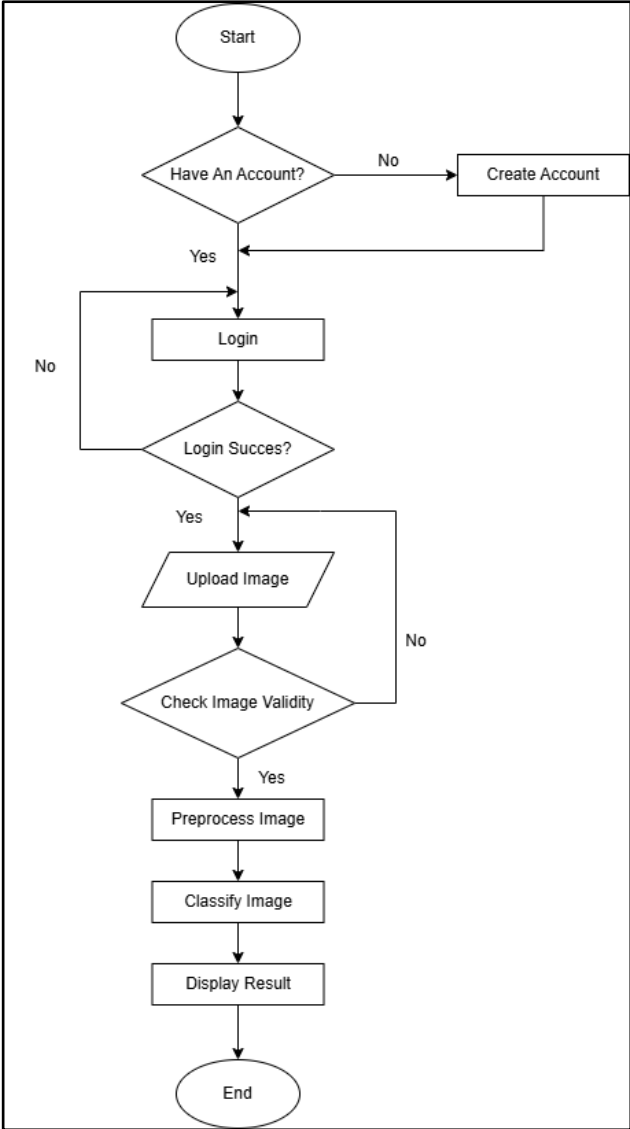 Start
Have An Account?
No
Create Account
Yes
Login
No
Login Succes?
Yes
Upload Image
No
Check Image Validity
Yes
Preprocess Image
Classify Image
Display Result
End